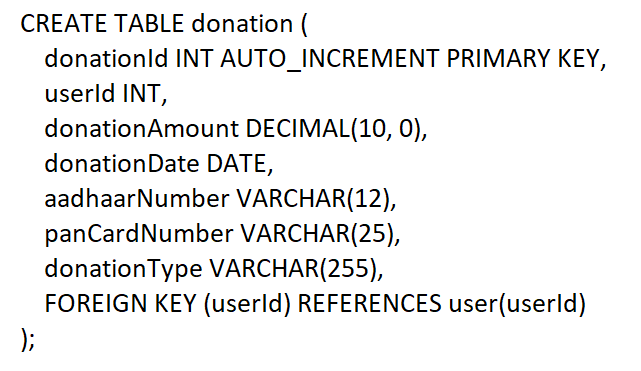 CREATE TABLE donation (
donationId INT AUTO_INCREMENT PRIMARY KEY,
userId INT,
donationAmount DECIMAL(10, 0),
donationDate DATE,
aadhaarNumber VARCHAR(12),
panCardNumber VARCHAR(25),
donationType VARCHAR(255),
FOREIGN KEY (userId) REFERENCES user(userId)
);